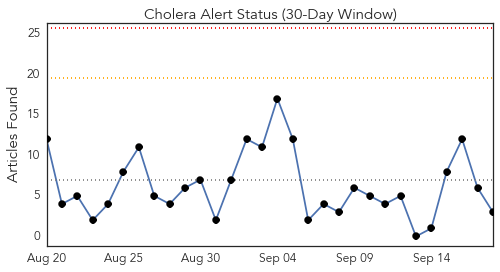 Cholera Alert Status (30-Day Window)
Articles Found
25
20
15
10
5
0
Aug 20 Aug 25 Aug 30 Sep 04 Sep 09 Sep 14